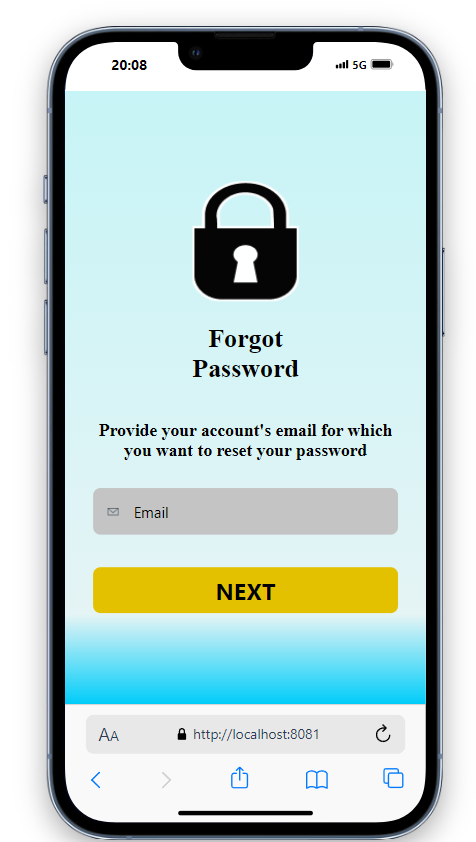 20:08
5G
Forgot
Password
Provide your account's email for which
you want to reset your password
Email
NEXT
AA
http://localhost:8081